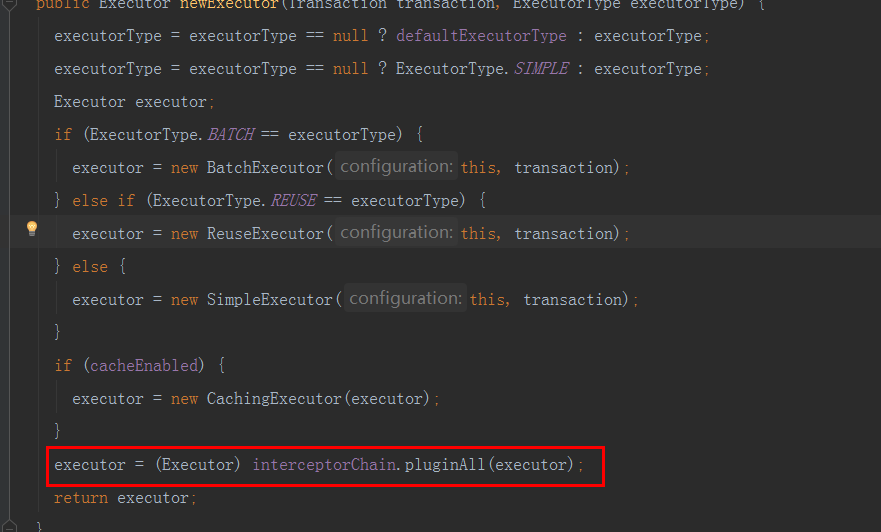 public Executor newExecutor(Transaction transaction, ExecutorType executorType) {
executorType = executorType == null ? defaultExecutorType : executorType;
executorType = executorType == null ? ExecutorType.SIMPLE : executorType;
Executor executor;
if (ExecutorType.BATCH == executorType) {
executor = new BatchExecutor( configuration: this, transaction);
} else if (ExecutorType.REUSE == executorType) {
executor = new ReuseExecutor( configuration: this, transaction);
} else {
executor = new SimpleExecutor( configuration: this, transaction);
}
if (cacheEnabled) {
executor = new CachingExecutor(executor);
}
executor = (Executor) interceptorChain.pluginAll(executor);
return executor;
}